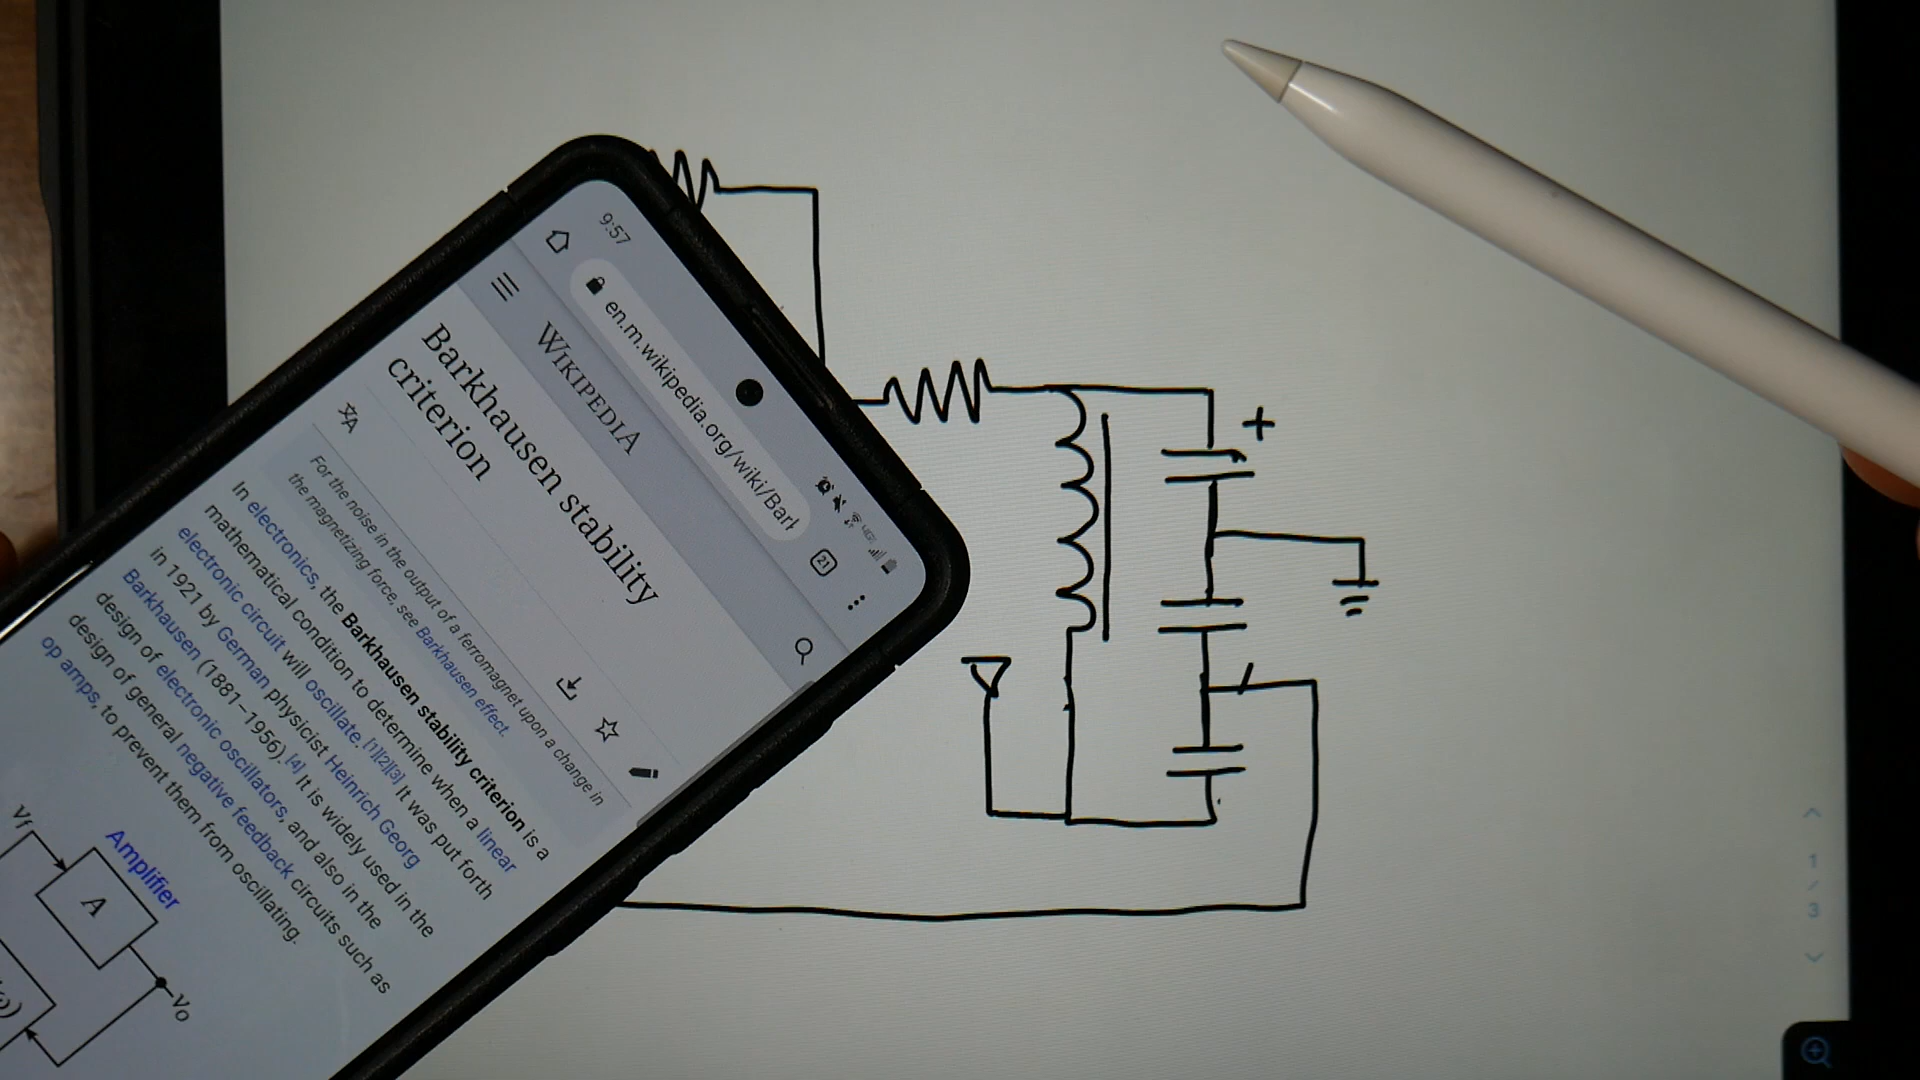 9:57
en.m.wikipedia.org/wiki/Bark
21
WIKIPEDIA
Barkhausen stability
criterion
For the noise in the output of a ferromagnet upon a change in
the magnetizing force, see Barkhausen effect.
In electronics, the Barkhausen stability criterion is a
mathematical condition to determine when a linear
electronic circuit will oscillate.[1][2][3] It was put forth
in 1921 by German physicist Heinrich Georg
Barkhausen (1881–1956).[4] It is widely used in the
design of electronic oscillators, and also in the
design of general negative feedback circuits such as
op amps, to prevent them from oscillating.
Amplifier
Vf
A
vO
ω)
+
1
/
3